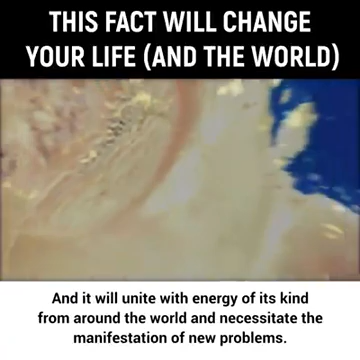 THIS FACT WILL CHANGE
YOUR LIFE (AND THE WORLD)
And it will unite with energy of its kind
from around the world and necessitate the
manifestation of new problems.